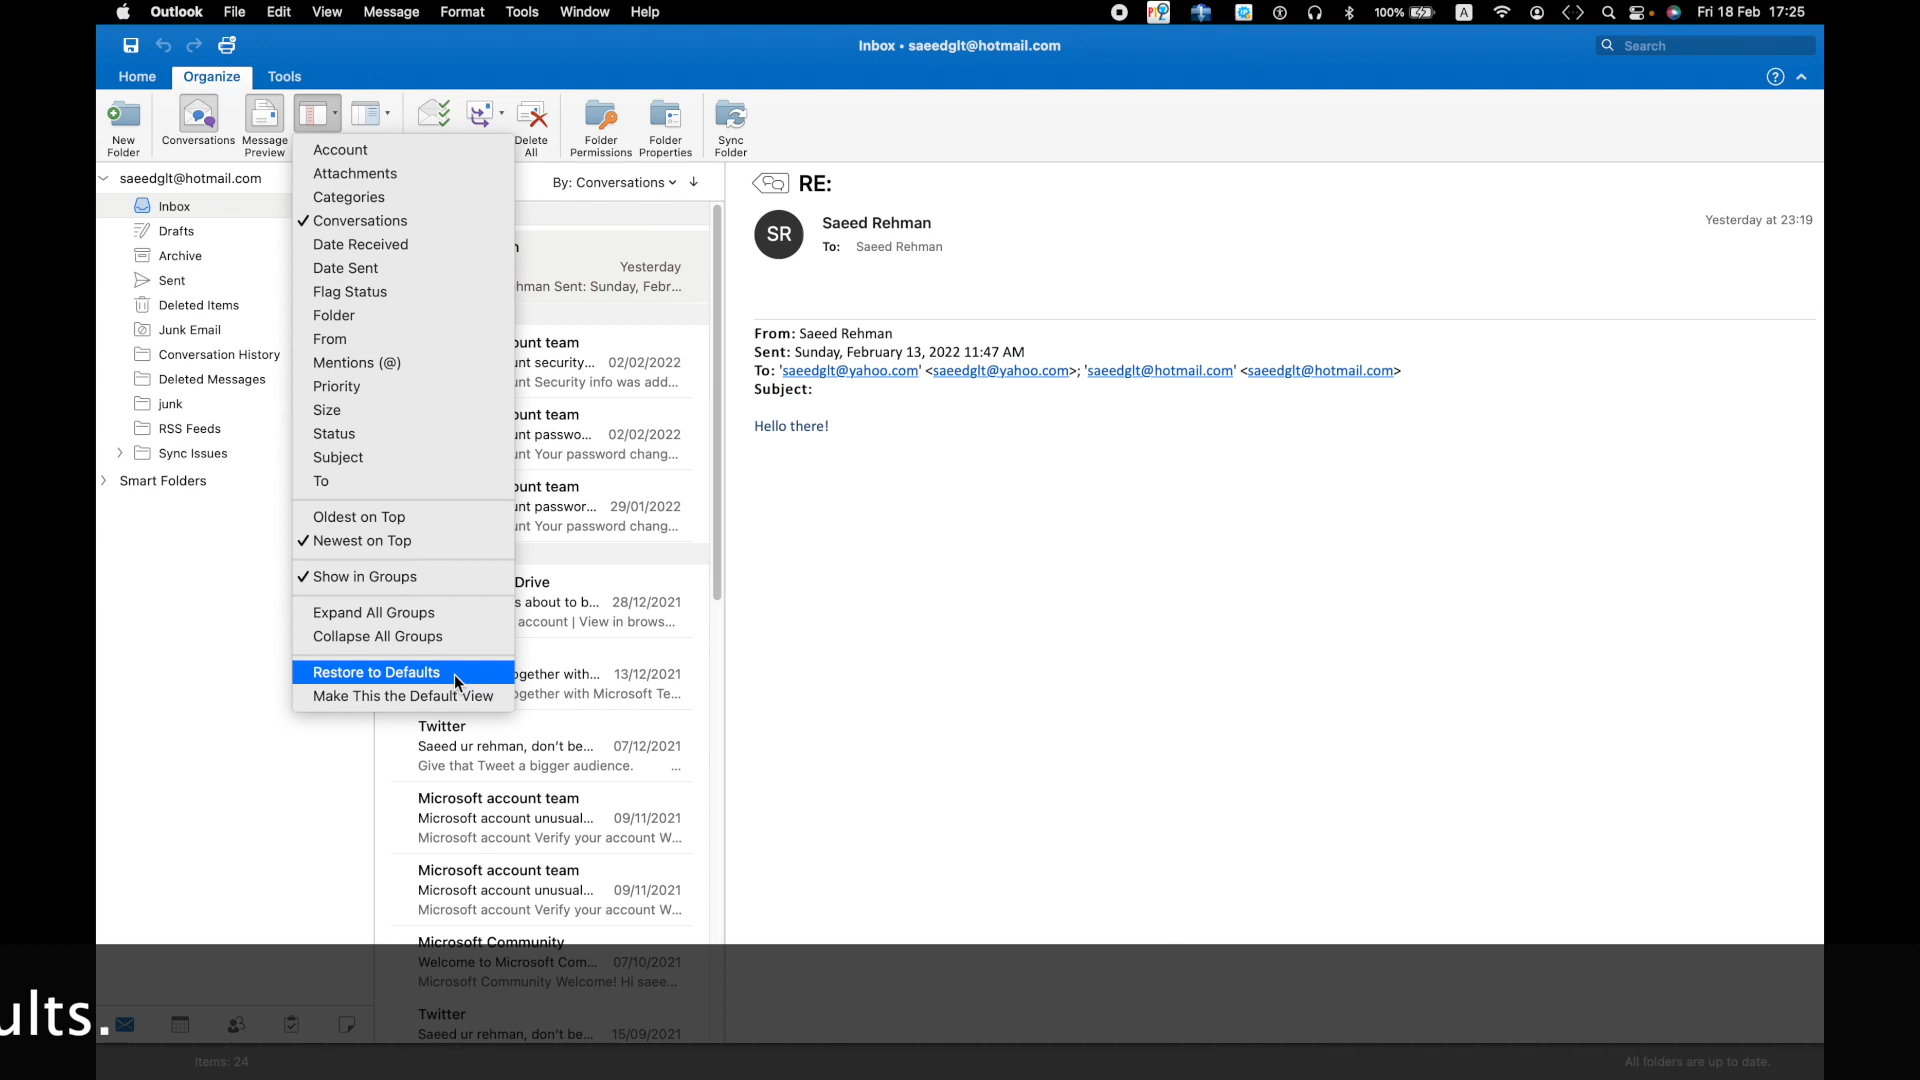 Outlook File Edit View Message Format Tools Window Help
100% A Fri 18 Feb 17:25
Inbox • saeedglt@hotmail.com
Search
Home Organize Tools
New Folder
Conversations
Message Preview
Delete All
Folder Permissions
Folder Properties
Sync Folder
saeedglt@hotmail.com
Inbox
Drafts
Archive
Sent
Deleted Items
Junk Email
Conversation History
Deleted Messages
junk
RSS Feeds
Sync Issues
Smart Folders
Account
Attachments
Categories
✓ Conversations
Date Received
Date Sent
Flag Status
Folder
From
Mentions (@)
Priority
Size
Status
Subject
To
Oldest on Top
✓ Newest on Top
✓ Show in Groups
Expand All Groups
Collapse All Groups
Restore to Defaults
Make This the Default View
By: Conversations
Yesterday
hman Sent: Sunday, Febr...
ount team
unt security... 02/02/2022
unt Security info was add...
ount team
unt passwo... 02/02/2022
unt Your password chang...
ount team
unt passwor... 29/01/2022
unt Your password chang...
Drive
s about to b... 28/12/2021
account | View in brows...
ogether with... 13/12/2021
ogether with Microsoft Te...
Twitter
Saeed ur rehman, don't be... 07/12/2021
Give that Tweet a bigger audience. ...
Microsoft account team
Microsoft account unusual... 09/11/2021
Microsoft account Verify your account W...
Microsoft account team
Microsoft account unusual... 09/11/2021
Microsoft account Verify your account W...
Microsoft Community
Welcome to Microsoft Com... 07/10/2021
Microsoft Community Welcome! Hi saee...
Twitter
Saeed ur rehman, don't be... 15/09/2021
RE:
SR
Saeed Rehman
To: Saeed Rehman
Yesterday at 23:19
From: Saeed Rehman
Sent: Sunday, February 13, 2022 11:47 AM
To: 'saeedglt@yahoo.com' <saeedglt@yahoo.com>; 'saeedglt@hotmail.com' <saeedglt@hotmail.com>
Subject:
Hello there!
ults.
Items: 24
All folders are up to date.